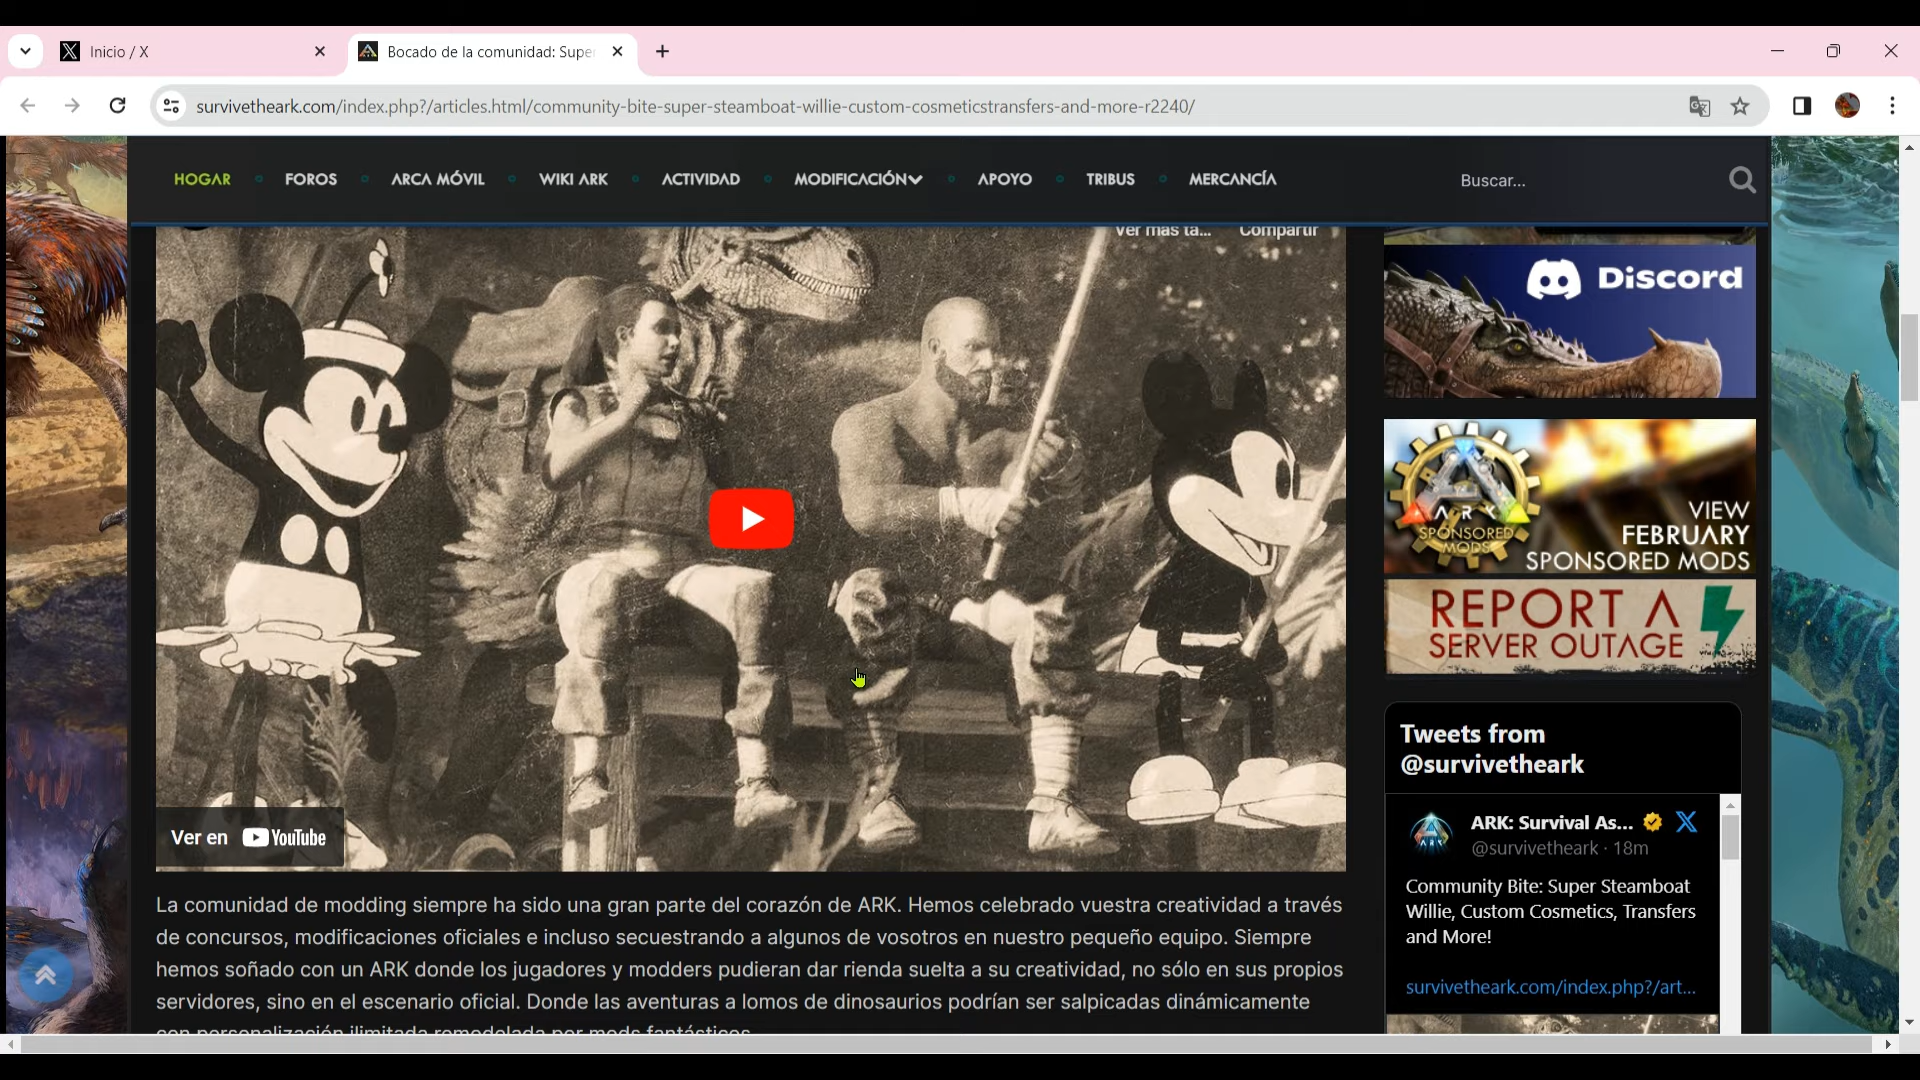 Inicio / X
Bocado de la comunidad: Supe
survivetheark.com/index.php?/articles.html/community-bite-super-steamboat-willie-custom-cosmeticstransfers-and-more-r2240/
HOGAR
FOROS
ARCA MÓVIL
WIKI ARK
ACTIVIDAD
MODIFICACIÓN
APOYO
TRIBUS
MERCANCÍA
Buscar...
Ver más ta...
Compartir
Ver en YouTube
La comunidad de modding siempre ha sido una gran parte del corazón de ARK. Hemos celebrado vuestra creatividad a través
de concursos, modificaciones oficiales e incluso secuestrando a algunos de vosotros en nuestro pequeño equipo. Siempre
hemos soñado con un ARK donde los jugadores y modders pudieran dar rienda suelta a su creatividad, no sólo en sus propios
servidores, sino en el escenario oficial. Donde las aventuras a lomos de dinosaurios podrían ser salpicadas dinámicamente
con personalización ilimitada remodelada por mods fantásticos.
Discord
ARK
SPONSORED
MODS
VIEW
FEBRUARY
SPONSORED MODS
REPORT A
SERVER OUTAGE
Tweets from
@survivetheark
ARK: Survival As...
@survivetheark · 18m
Community Bite: Super Steamboat
Willie, Custom Cosmetics, Transfers
and More!
survivetheark.com/index.php?/art...